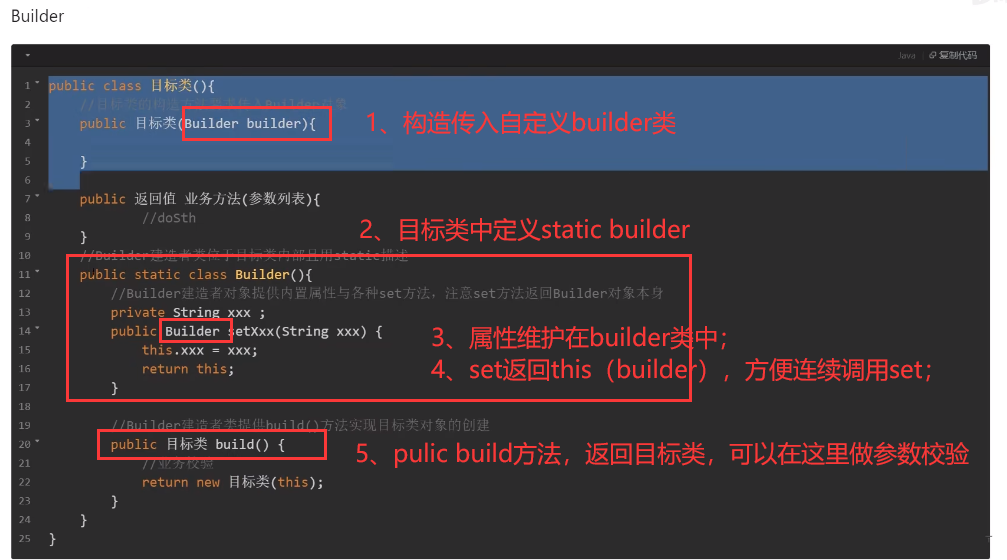 Builder
Java 复制代码
1 public class 目标类(){
2 //目标类的构造方法要求传入Builder对象
3 public 目标类(Builder builder){
1、构造传入自定义builder类
4
5 }
6
7 public 返回值 业务方法(参数列表){
8 //doSth
2、目标类中定义static builder
9 }
10 //Builder建造者类位于目标类内部且用static描述
11 public static class Builder(){
12 //Builder建造者对象提供内置属性与各种set方法，注意set方法返回Builder对象本身
13 private String xxx ;
14 public Builder setXxx(String xxx) {
3、属性维护在builder类中；
15 this.xxx = xxx;
16 return this;
4、set返回this（builder），方便连续调用set；
17 }
18
19 //Builder建造者类提供build()方法实现目标类对象的创建
20 public 目标类 build() {
5、pulic build方法，返回目标类，可以在这里做参数校验
21 //业务校验
22 return new 目标类(this);
23 }
24 }
25 }